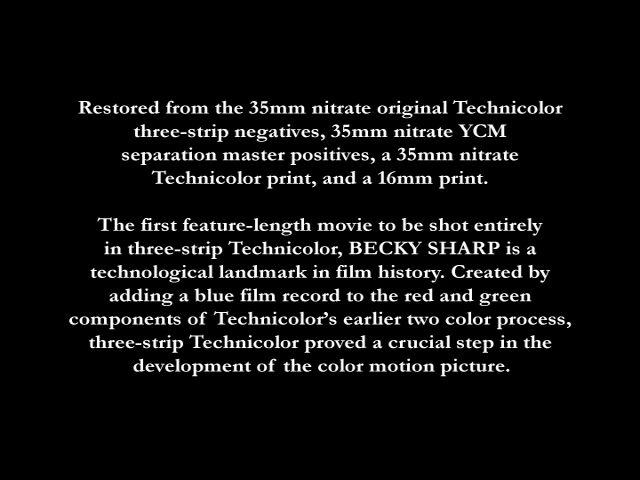 Restored from the 35mm nitrate original Technicolor
three-strip negatives, 35mm nitrate YCM
separation master positives, a 35mm nitrate
Technicolor print, and a 16mm print.
The first feature-length movie to be shot entirely
in three-strip Technicolor, BECKY SHARP is a
technological landmark in film history. Created by
adding a blue film record to the red and green
components of Technicolor's earlier two color process,
three-strip Technicolor proved a crucial step in the
development of the color motion picture.